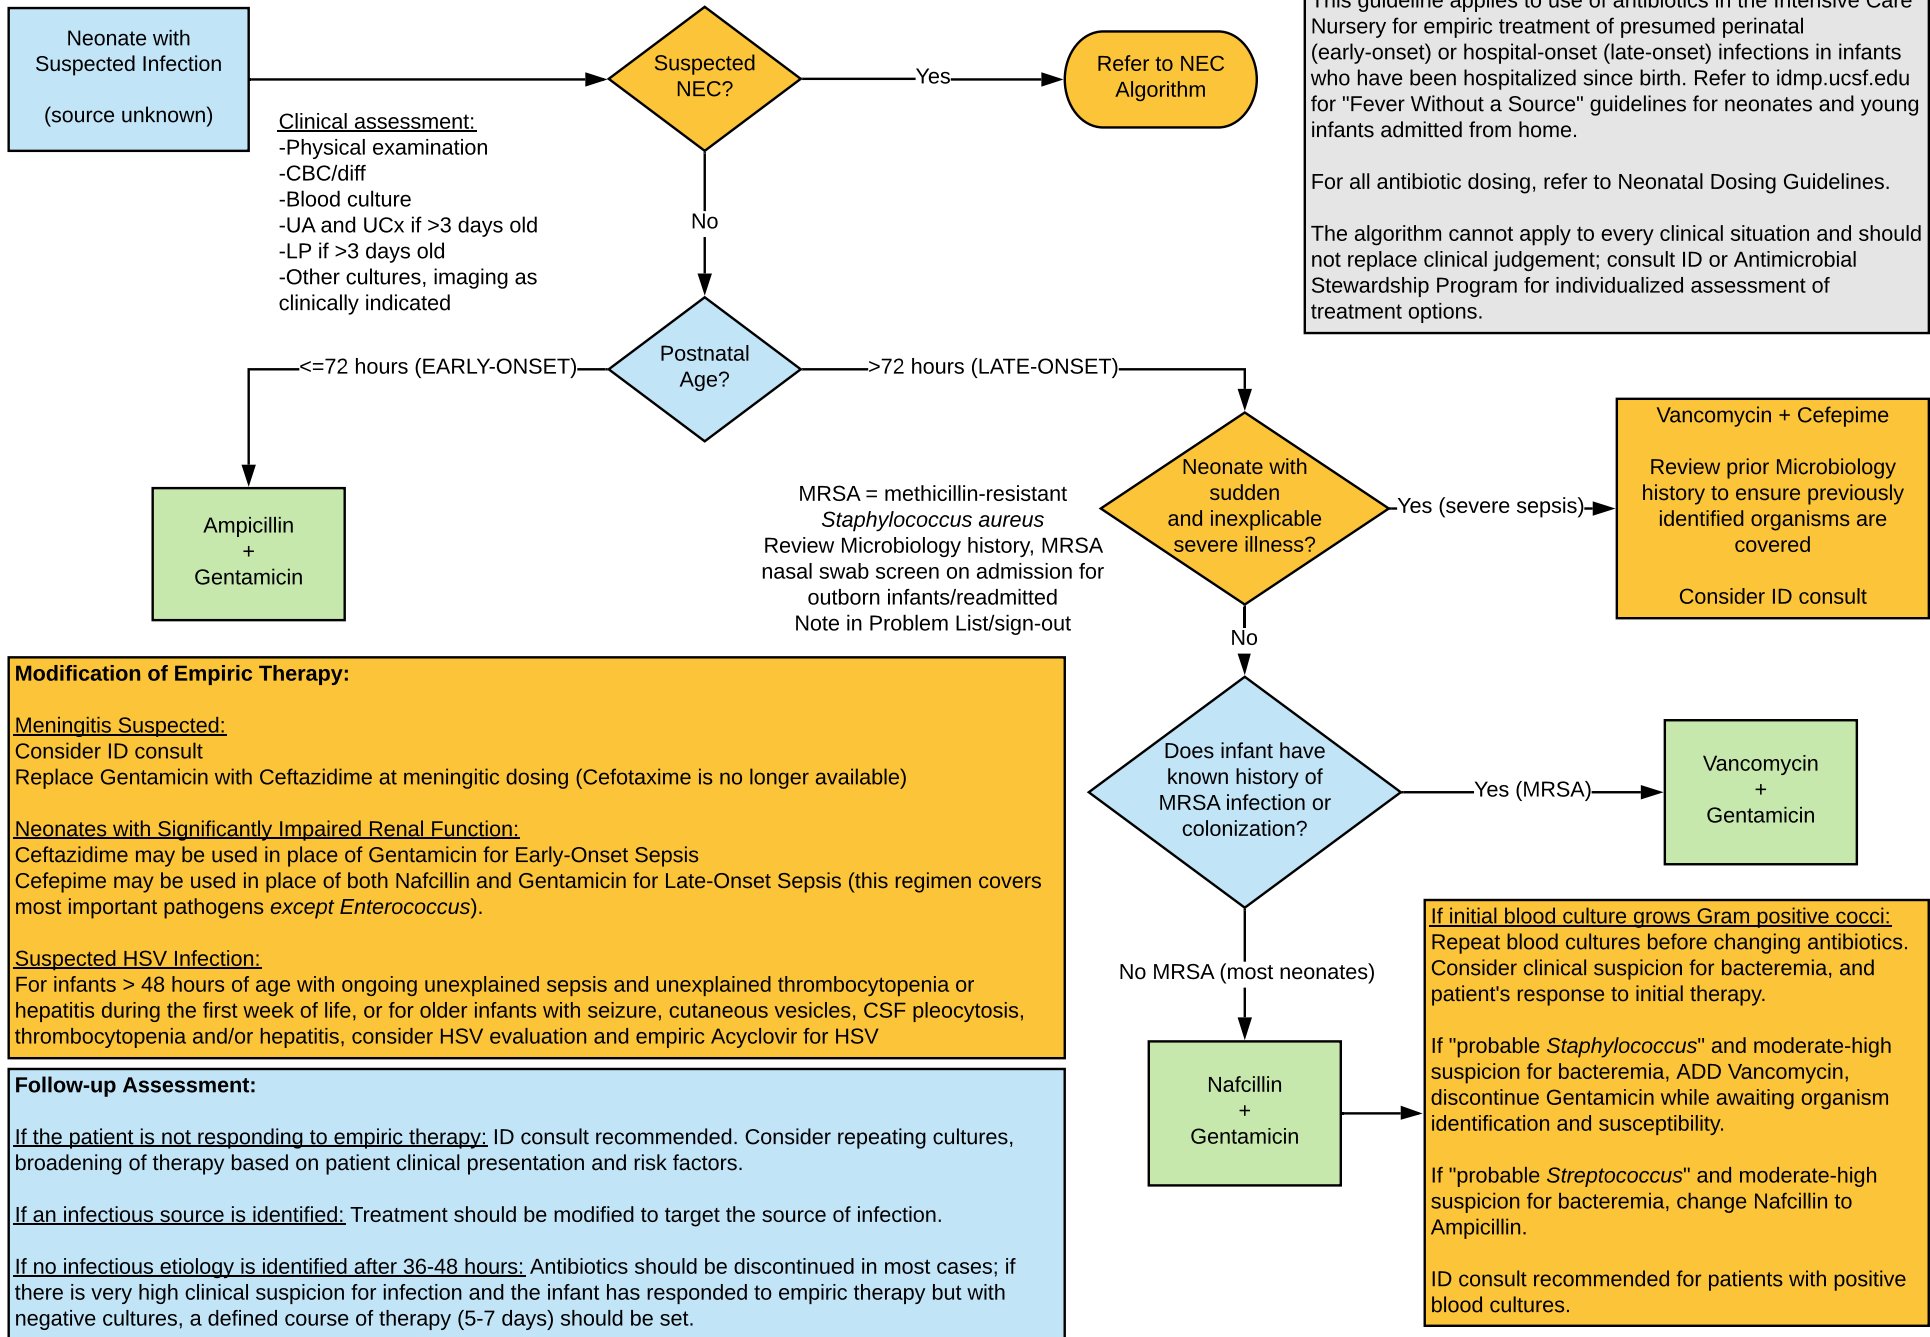 Neonate with
Suspected Infection
(source unknown)
Clinical assessment:
-Physical examination
-CBC/diff
-Blood culture
-UA and UCx if >3 days old
-LP if >3 days old
-Other cultures, imaging as
clinically indicated
Suspected
NEC?
Yes
Refer to NEC
Algorithm
This guideline applies to use of antibiotics in the Intensive Care
Nursery for empiric treatment of presumed perinatal
(early-onset) or hospital-onset (late-onset) infections in infants
who have been hospitalized since birth. Refer to idmp.ucsf.edu
for "Fever Without a Source" guidelines for neonates and young
infants admitted from home.
For all antibiotic dosing, refer to Neonatal Dosing Guidelines.
The algorithm cannot apply to every clinical situation and should
not replace clinical judgement; consult ID or Antimicrobial
Stewardship Program for individualized assessment of
treatment options.
No
Postnatal
Age?
<=72 hours (EARLY-ONSET)
>72 hours (LATE-ONSET)
Ampicillin
+
Gentamicin
MRSA = methicillin-resistant
Staphylococcus aureus
Review Microbiology history, MRSA
nasal swab screen on admission for
outborn infants/readmitted
Note in Problem List/sign-out
Neonate with
sudden
and inexplicable
severe illness?
Yes (severe sepsis)
Vancomycin + Cefepime
Review prior Microbiology
history to ensure previously
identified organisms are
covered
Consider ID consult
No
Does infant have
known history of
MRSA infection or
colonization?
Yes (MRSA)
Vancomycin
+
Gentamicin
No MRSA (most neonates)
Nafcillin
+
Gentamicin
If initial blood culture grows Gram positive cocci:
Repeat blood cultures before changing antibiotics.
Consider clinical suspicion for bacteremia, and
patient's response to initial therapy.
If "probable Staphylococcus" and moderate-high
suspicion for bacteremia, ADD Vancomycin,
discontinue Gentamicin while awaiting organism
identification and susceptibility.
If "probable Streptococcus" and moderate-high
suspicion for bacteremia, change Nafcillin to
Ampicillin.
ID consult recommended for patients with positive
blood cultures.
Modification of Empiric Therapy:
Meningitis Suspected:
Consider ID consult
Replace Gentamicin with Ceftazidime at meningitic dosing (Cefotaxime is no longer available)
Neonates with Significantly Impaired Renal Function:
Ceftazidime may be used in place of Gentamicin for Early-Onset Sepsis
Cefepime may be used in place of both Nafcillin and Gentamicin for Late-Onset Sepsis (this regimen covers
most important pathogens except Enterococcus).
Suspected HSV Infection:
For infants > 48 hours of age with ongoing unexplained sepsis and unexplained thrombocytopenia or
hepatitis during the first week of life, or for older infants with seizure, cutaneous vesicles, CSF pleocytosis,
thrombocytopenia and/or hepatitis, consider HSV evaluation and empiric Acyclovir for HSV
Follow-up Assessment:
If the patient is not responding to empiric therapy: ID consult recommended. Consider repeating cultures,
broadening of therapy based on patient clinical presentation and risk factors.
If an infectious source is identified: Treatment should be modified to target the source of infection.
If no infectious etiology is identified after 36-48 hours: Antibiotics should be discontinued in most cases; if
there is very high clinical suspicion for infection and the infant has responded to empiric therapy but with
negative cultures, a defined course of therapy (5-7 days) should be set.